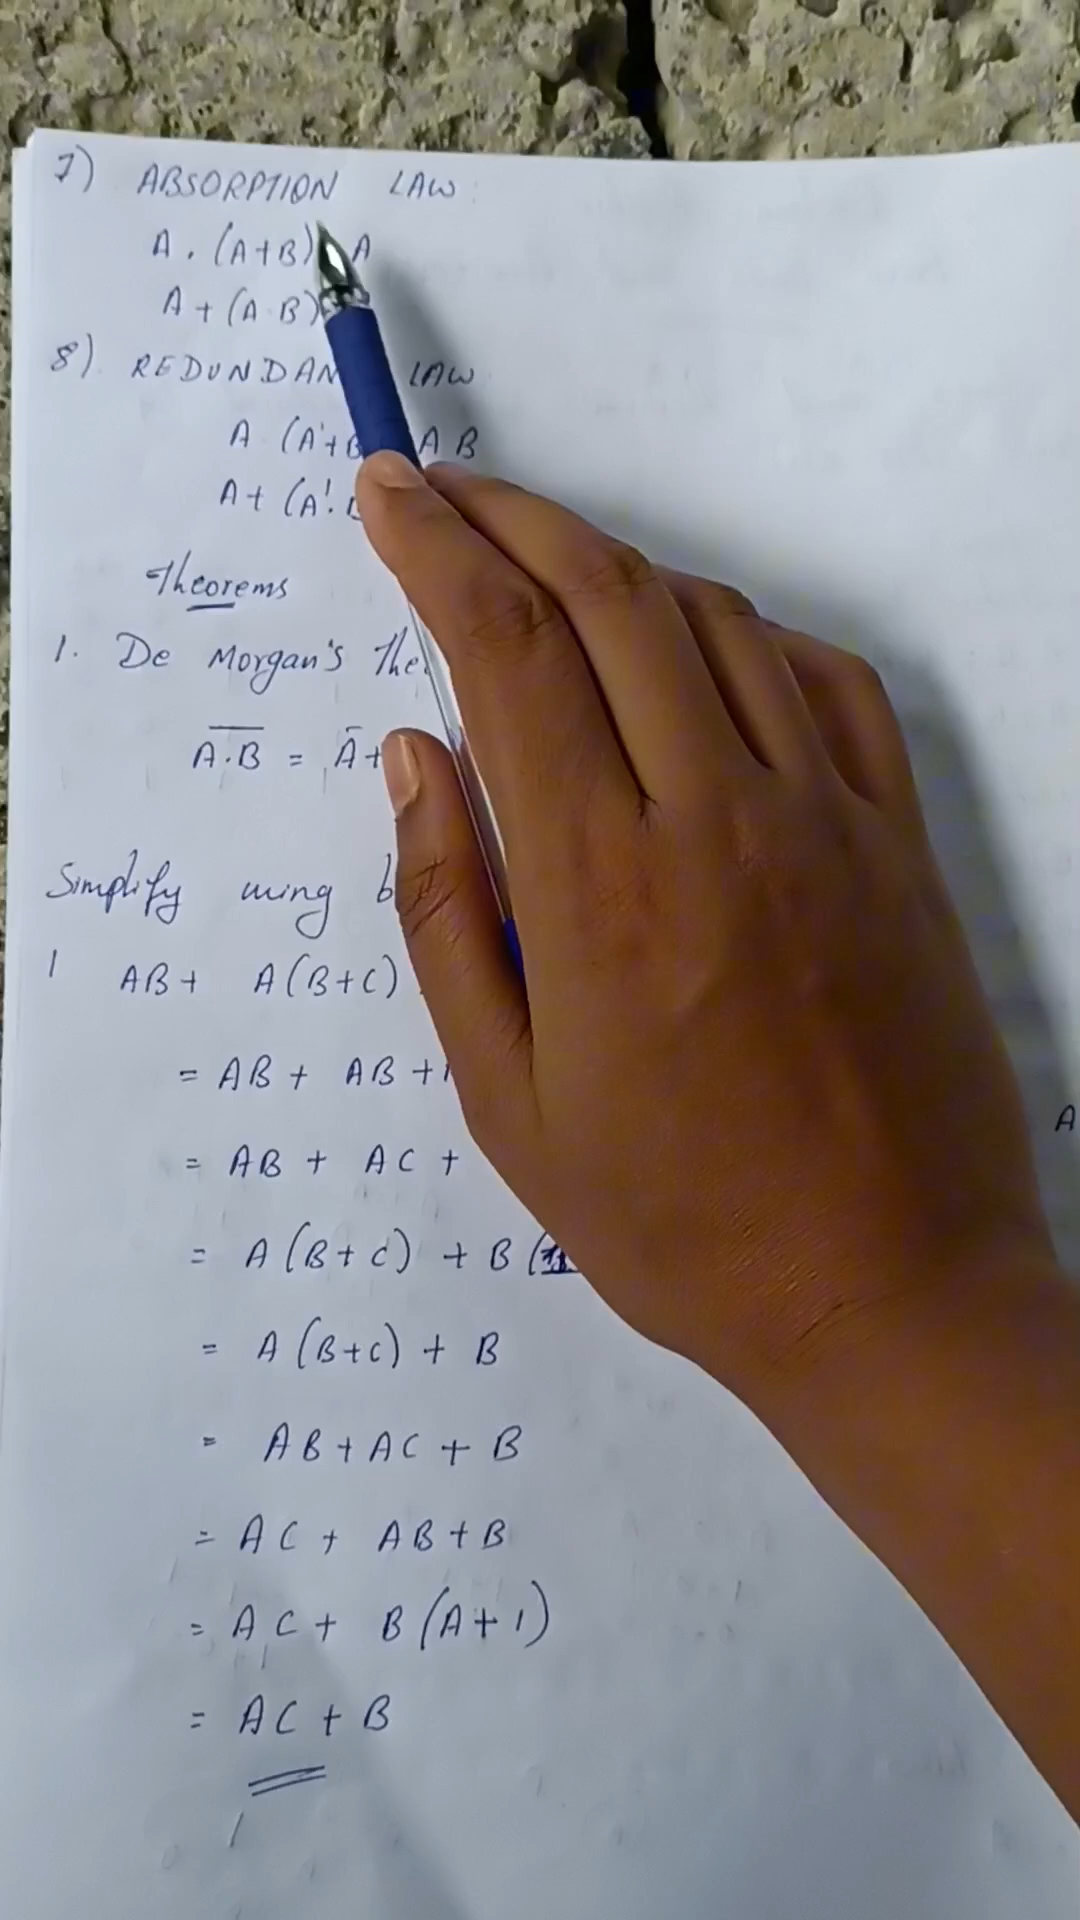 7) ABSORPTION LAW:
A . (A+B) A
A + (A.B)
8). REDUNDAN LAW
A (A'+B A B
A + (A'.
Theorems
1. De Morgan's
A̅.̅B̅ = A̅ +
Simplify using
1 AB + A(B+C)
= AB + AB +
= AB + AC +
= A(B+C) + B(
= A(B+C) + B
= AB + AC + B
= AC + AB + B
= AC + B(A+1)
= AC + B
A